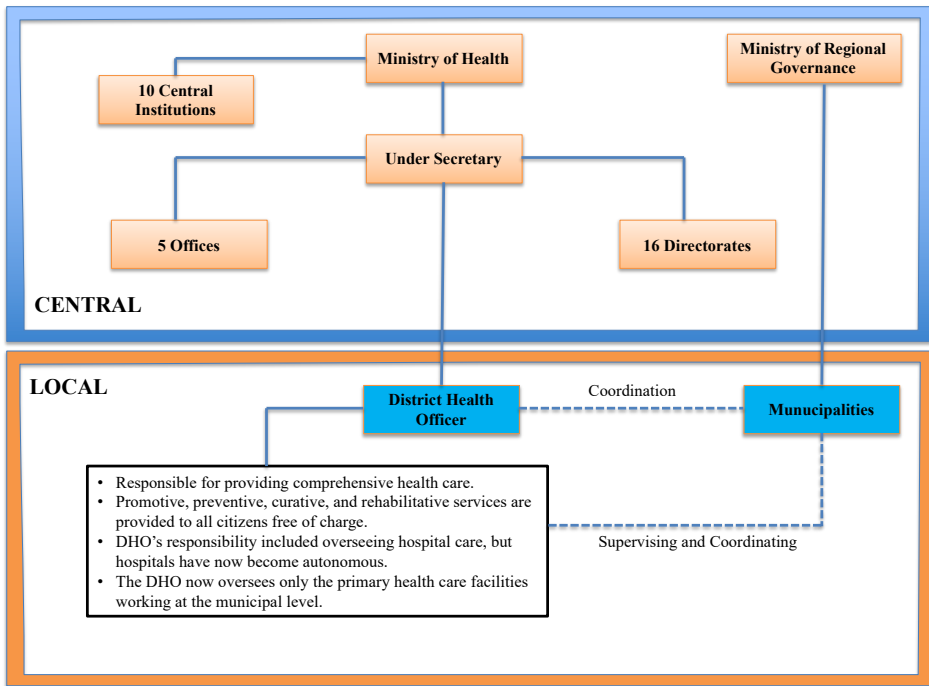 Ministry of Health
Ministry of Regional
Governance
10 Central
Institutions
Under Secretary
5 Offices
16 Directorates
CENTRAL
LOCAL
District Health
Officer
Coordination
Munucipalities
• Responsible for providing comprehensive health care.
• Promotive, preventive, curative, and rehabilitative services are
provided to all citizens free of charge.
• DHO’s responsibility included overseeing hospital care, but
hospitals have now become autonomous.
• The DHO now oversees only the primary health care facilities
working at the municipal level.
Supervising and Coordinating